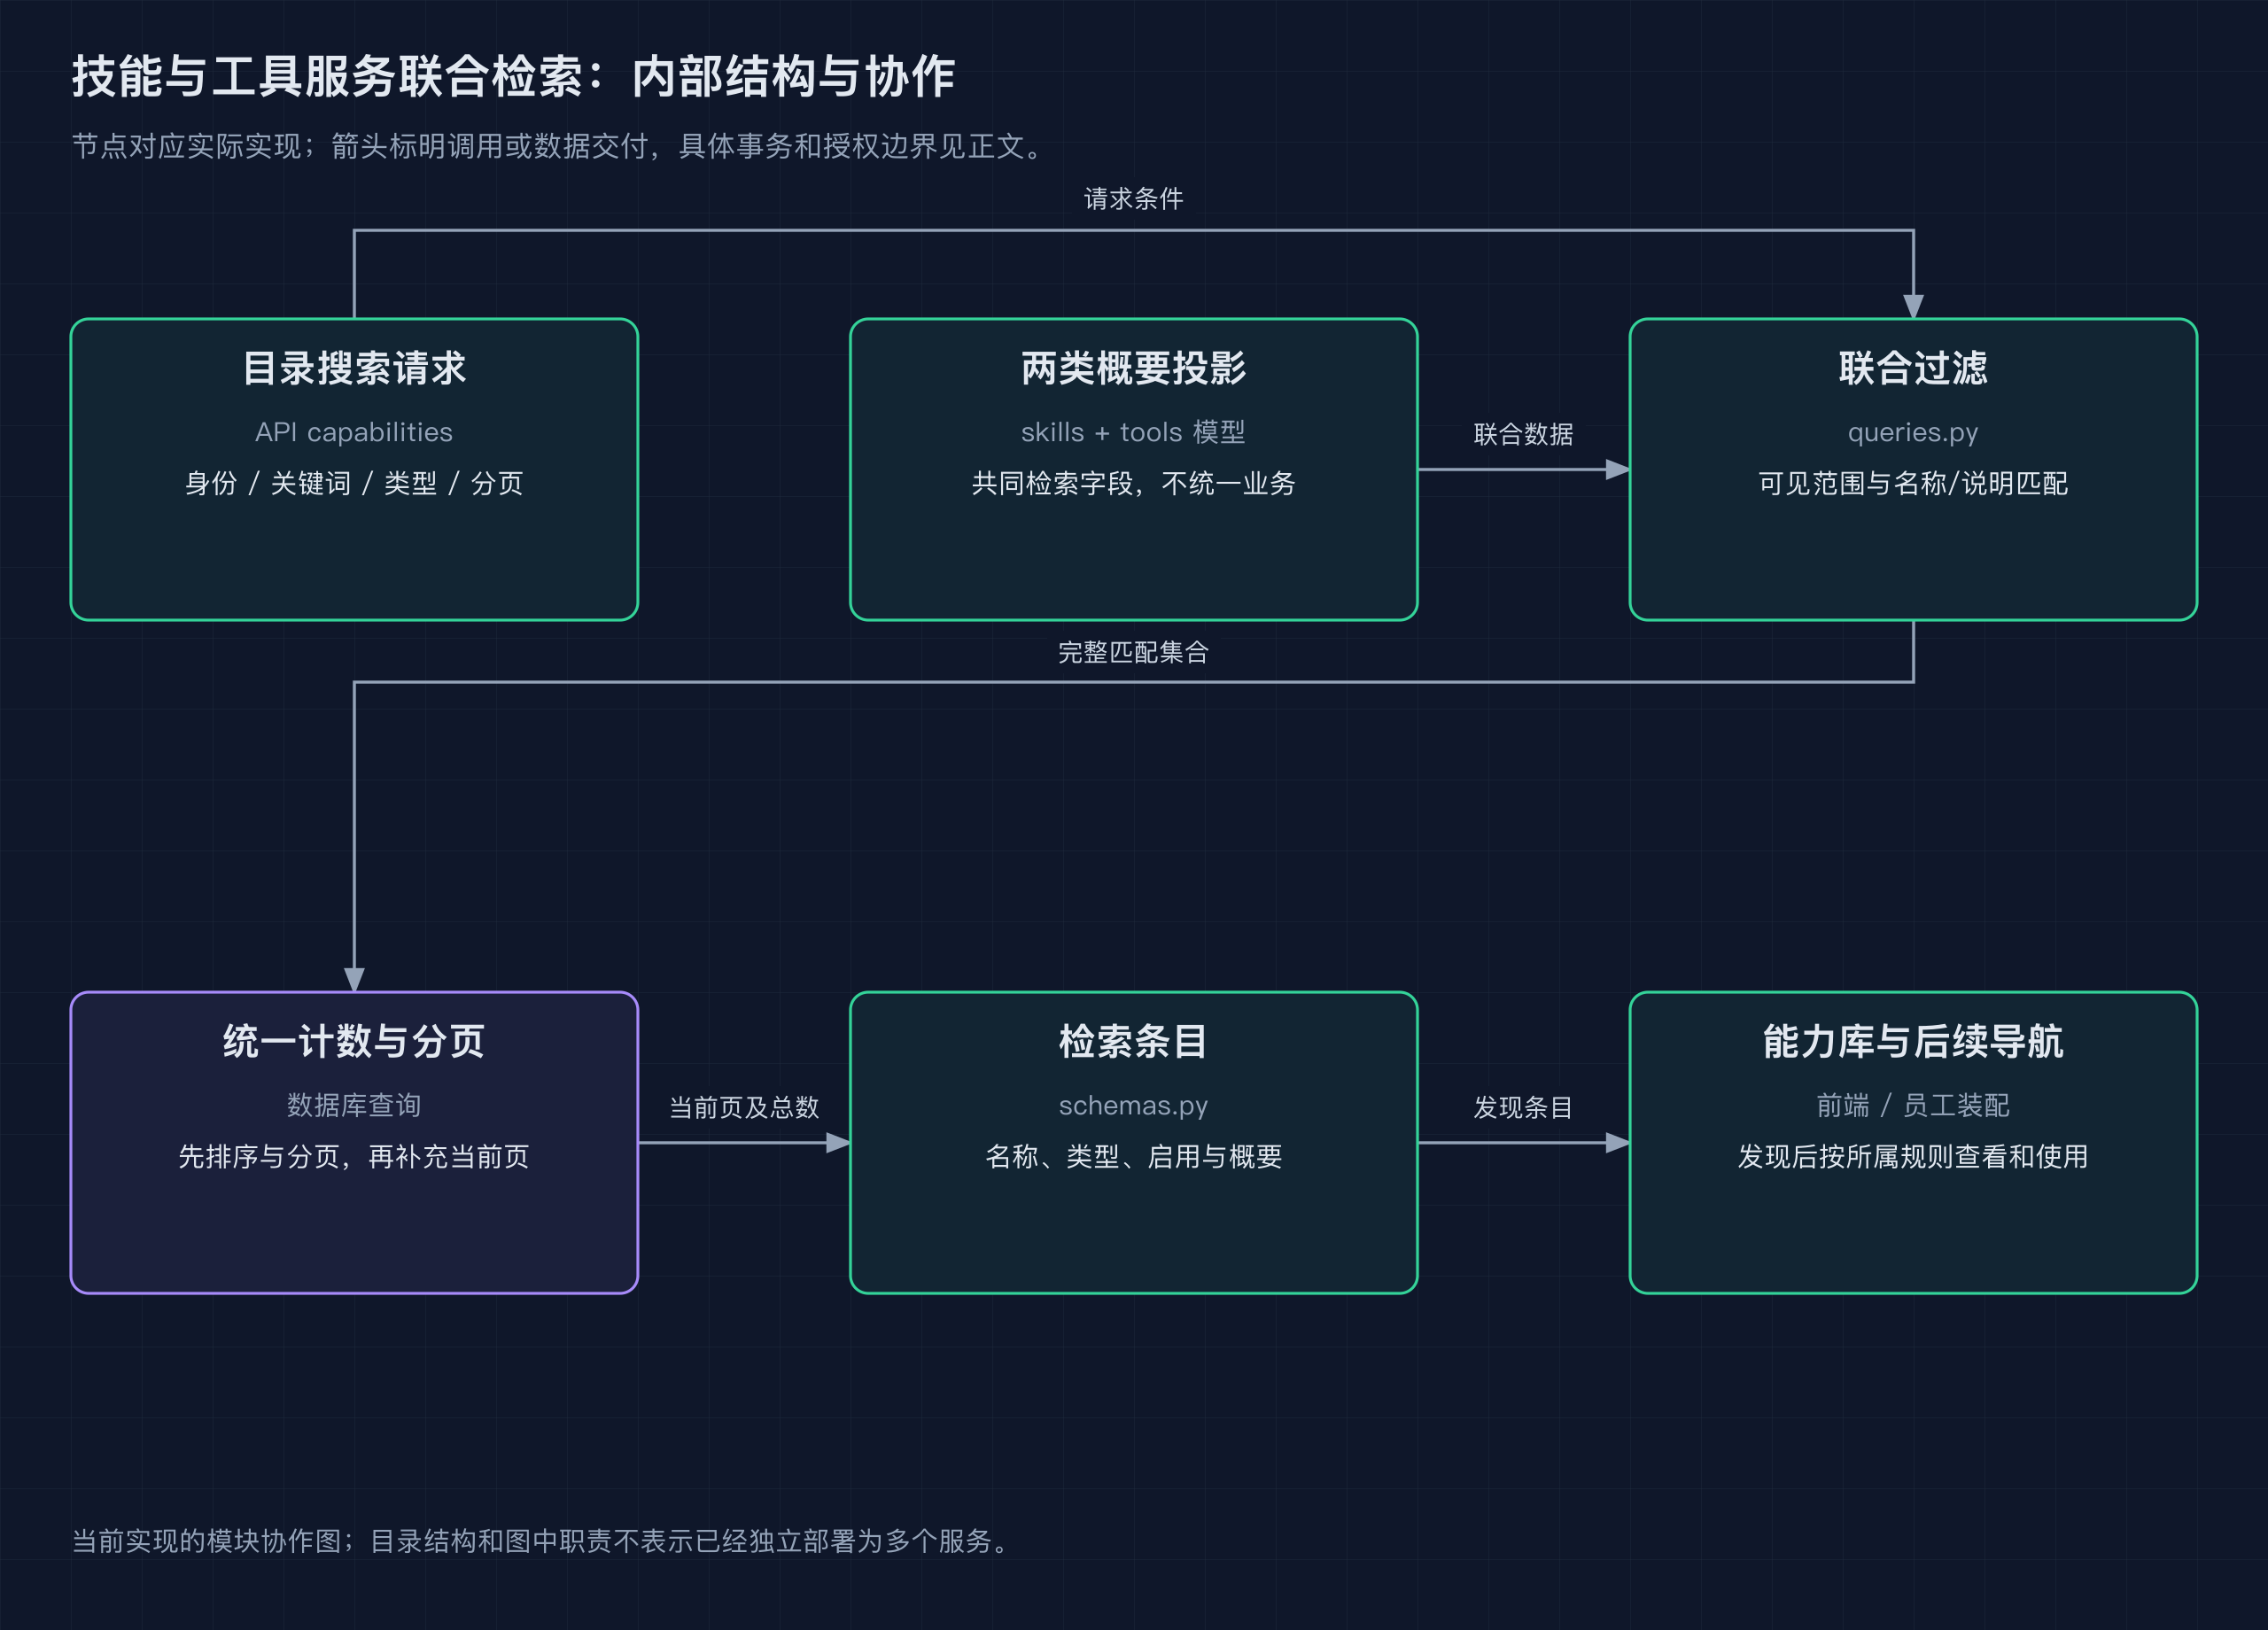 技能与工具服务联合检索：内部结构与协作
节点对应实际实现；箭头标明调用或数据交付，具体事务和授权边界见正文。
请求条件
目录搜索请求
API capabilities
身份 / 关键词 / 类型 / 分页
两类概要投影
skills + tools 模型
共同检索字段，不统一业务
联合数据
联合过滤
queries.py
可见范围与名称/说明匹配
完整匹配集合
统一计数与分页
数据库查询
先排序与分页，再补充当前页
当前页及总数
检索条目
schemas.py
名称、类型、启用与概要
发现条目
能力库与后续导航
前端 / 员工装配
发现后按所属规则查看和使用
当前实现的模块协作图；目录结构和图中职责不表示已经独立部署为多个服务。